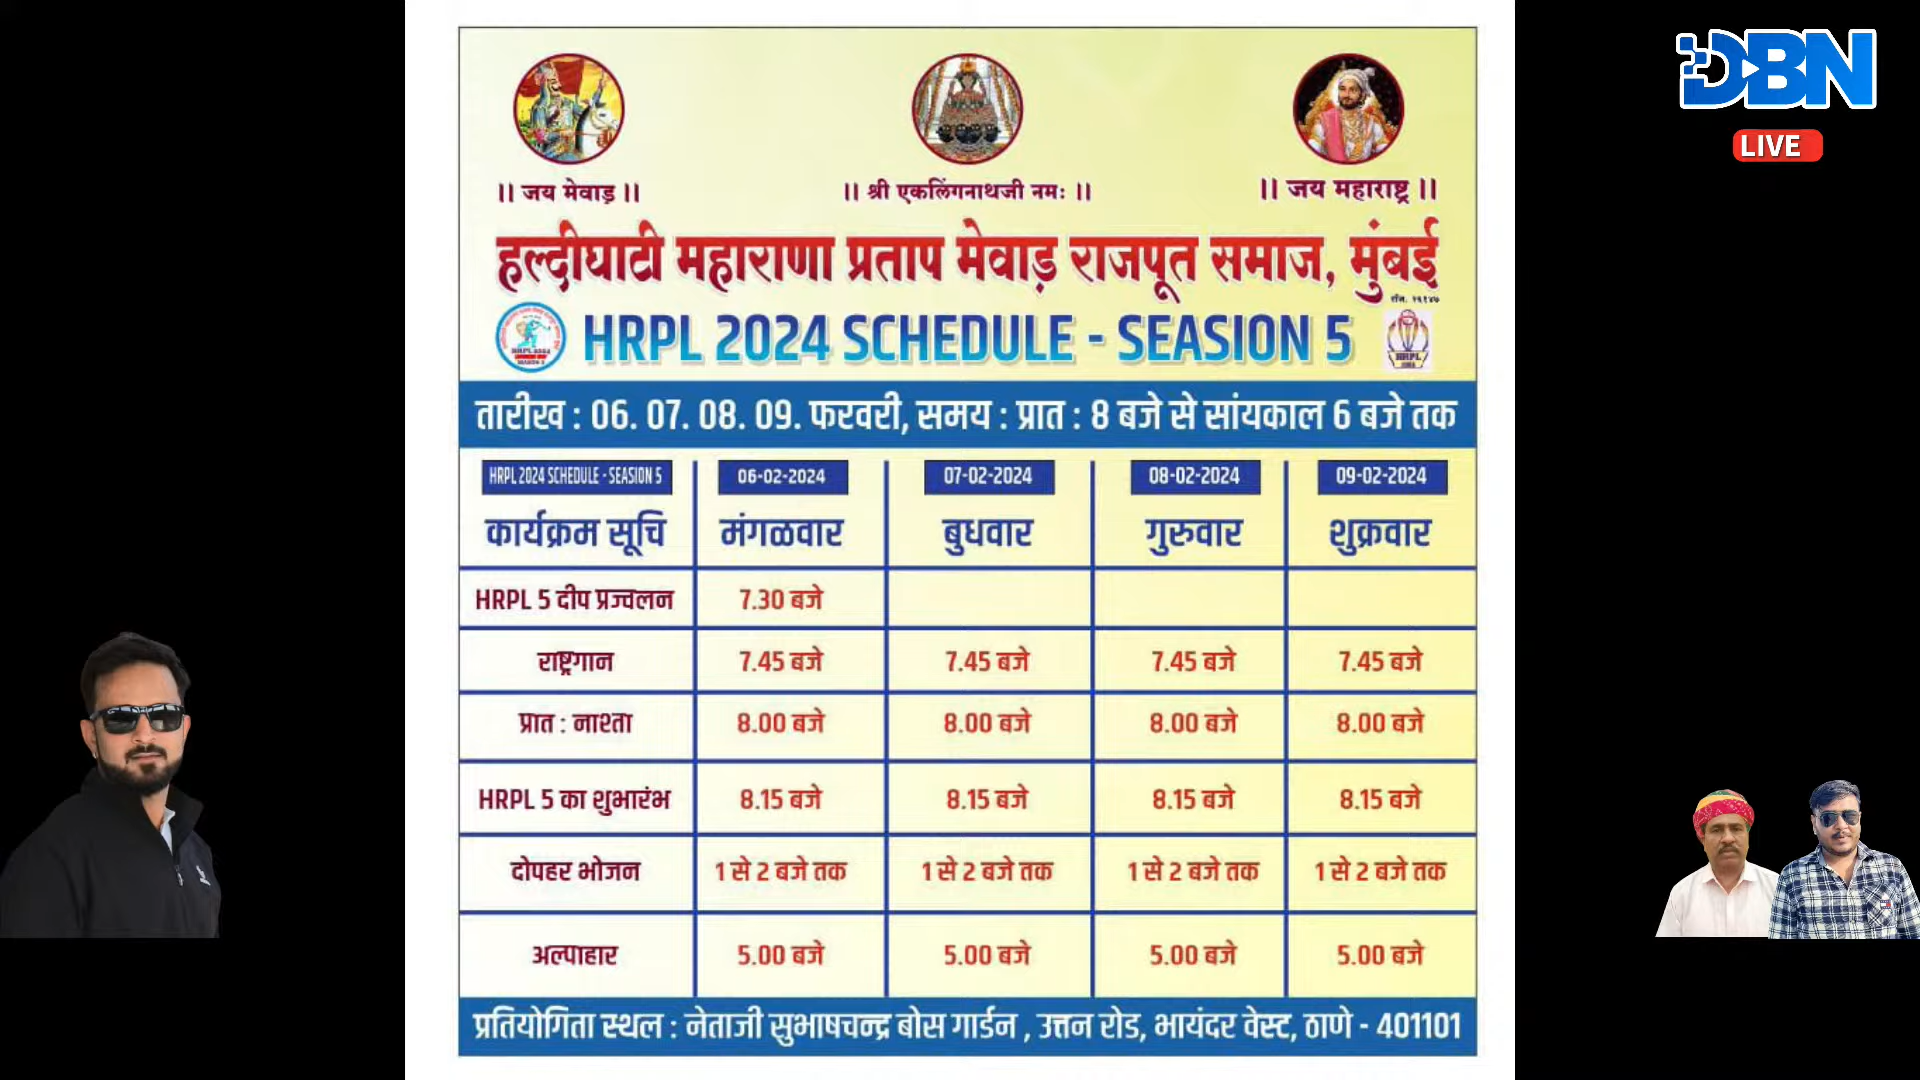 DBN
LIVE
|| जय मेवाड़ ||
|| श्री एकलिंगनाथजी नमः ||
|| जय महाराष्ट्र ||
हल्दीघाटी महाराणा प्रताप मेवाड़ राजपूत समाज, मुंबई
HRPL 2024 SCHEDULE - SEASION 5
तारीख : 06. 07. 08. 09. फरवरी, समय : प्रात : 8 बजे से सांयकाल 6 बजे तक
HRPL 2024 SCHEDULE - SEASION 5 06-02-2024 07-02-2024 08-02-2024 09-02-2024
कार्यक्रम सूचि मंगळवार बुधवार गुरुवार शुक्रवार
HRPL 5 दीप प्रज्वलन 7.30 बजे
राष्ट्रगान 7.45 बजे 7.45 बजे 7.45 बजे 7.45 बजे
प्रात : नाश्ता 8.00 बजे 8.00 बजे 8.00 बजे 8.00 बजे
HRPL 5 का शुभारंभ 8.15 बजे 8.15 बजे 8.15 बजे 8.15 बजे
दोपहर भोजन 1 से 2 बजे तक 1 से 2 बजे तक 1 से 2 बजे तक 1 से 2 बजे तक
अल्पाहार 5.00 बजे 5.00 बजे 5.00 बजे 5.00 बजे
प्रतियोगिता स्थल : नेताजी सुभाषचन्द्र बोस गार्डन , उत्तन रोड, भायंदर वेस्ट, ठाणे - 401101